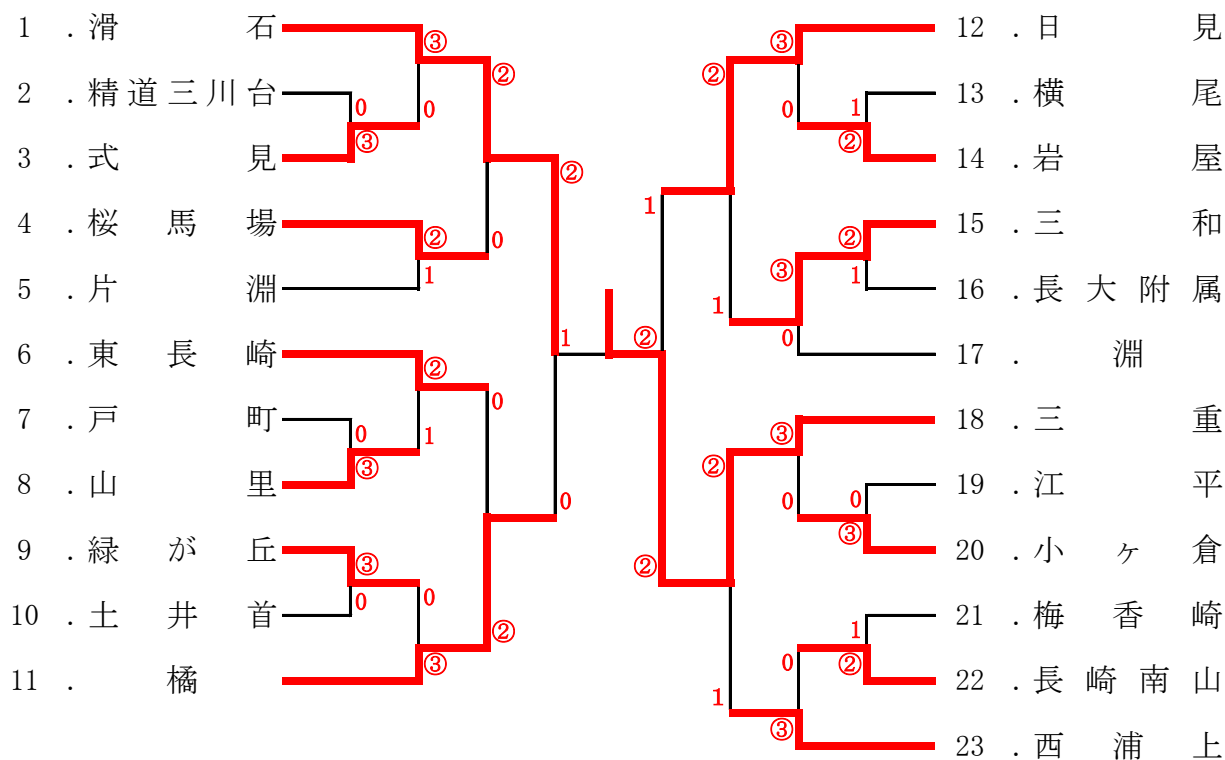 1 .滑石
③
2 .精道三川台
0
0
②
3 .式見
③
②
4 .桜馬場
②
0
5 .片淵
1
6 .東長崎
②
1
0
7 .戸町
0
1
8 .山里
③
0
9 .緑が丘
③
10 .土井首
0
0
②
11 .橘
③
②
②
12 .日見
③
②
13 .横尾
0
1
14 .岩屋
②
1
15 .三和
②
③
16 .長大附属
1
1
17 .淵
0
18 .三重
③
②
19 .江平
0
0
20 .小ヶ倉
③
21 .梅香崎
1
22 .長崎南山
0
②
1
23 .西浦上
③